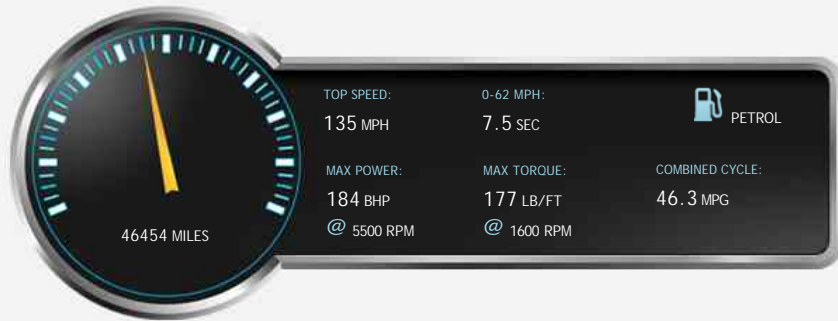 46454 MILES
TOP SPEED:
135 MPH
0-62 MPH:
7.5 SEC
PETROL
MAX POWER:
184 BHP
@ 5500 RPM
MAX TORQUE:
177 LB/FT
@ 1600 RPM
COMBINED CYCLE:
46.3 MPG